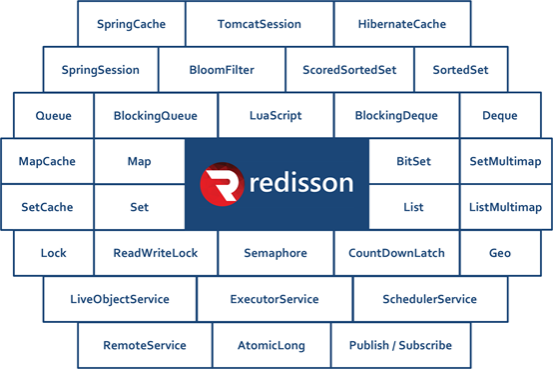 SpringCache TomcatSession HibernateCache
SpringSession BloomFilter ScoredSortedSet SortedSet
Queue BlockingQueue LuaScript BlockingDeque Deque
MapCache Map BitSet SetMultimap
redisson
SetCache Set List ListMultimap
Lock ReadWriteLock Semaphore CountDownLatch Geo
LiveObjectService ExecutorService SchedulerService
RemoteService AtomicLong Publish / Subscribe